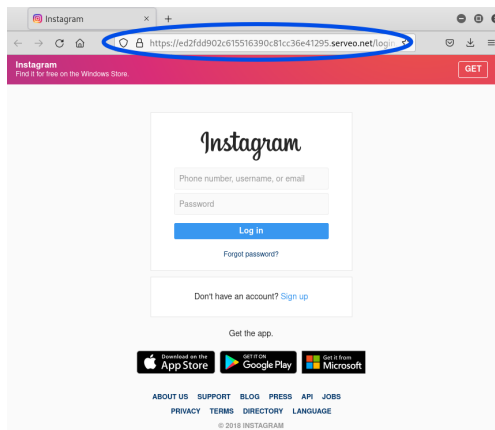 Instagram × +
https://ed2fdd902c615516390c81cc36e41295.serveo.net/login
Instagram
Find it for free on the Windows Store.
GET
Instagram
Phone number, username, or email
Password
Log in
Forgot password?
Don't have an account? Sign up
Get the app.
Download on the
App Store
GET IT ON
Google Play
Get it from
Microsoft
ABOUT US SUPPORT BLOG PRESS API JOBS
PRIVACY TERMS DIRECTORY LANGUAGE
© 2018 INSTAGRAM